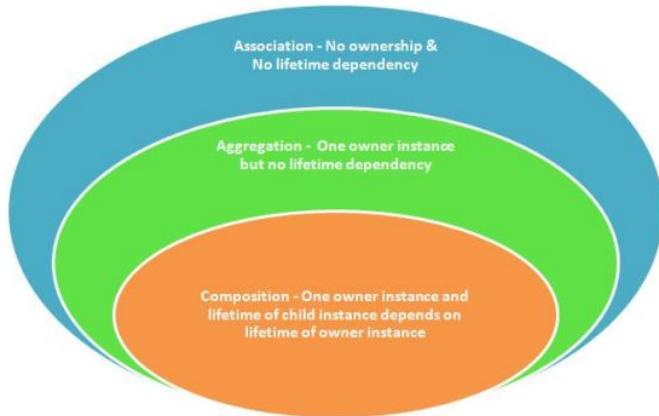 Association - No ownership &
No lifetime dependency
Aggregation - One owner instance
but no lifetime dependency
Composition - One owner instance and
lifetime of child instance depends on
lifetime of owner instance